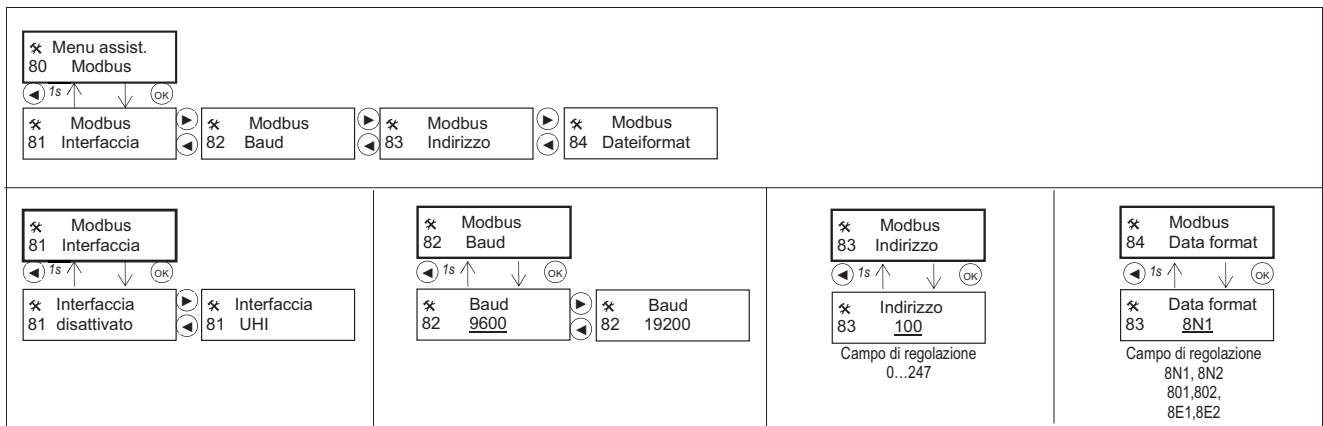 Menu assist.
80 Modbus
1s OK
Modbus
81 Interfaccia
Modbus
82 Baud
Modbus
83 Indirizzo
Modbus
84 Dateiformat
Modbus
81 Interfaccia
1s OK
Interfaccia
81 disattivato
Interfaccia
81 UHI
Modbus
82 Baud
1s OK
Baud
82 9600
Baud
82 19200
Modbus
83 Indirizzo
1s OK
Indirizzo
83 100
Campo di regolazione
0...247
Modbus
84 Data format
1s OK
Data format
83 8N1
Campo di regolazione
8N1, 8N2
801,802,
8E1,8E2